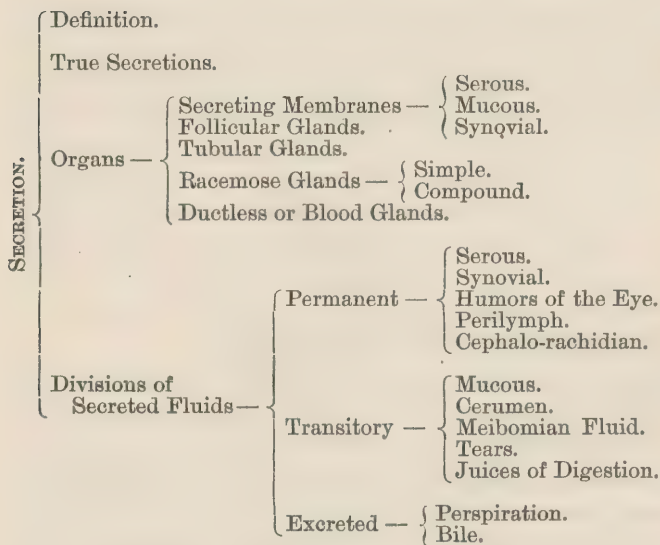 SECRETION.
Definition.
True Secretions.
Organs —
Secreting Membranes —
Serous.
Mucous.
Synovial.
Follicular Glands.
Tubular Glands.
Racemose Glands —
Simple.
Compound.
Ductless or Blood Glands.
Divisions of
Secreted Fluids —
Permanent —
Serous.
Synovial.
Humors of the Eye.
Perilymph.
Cephalo-rachidian.
Transitory —
Mucous.
Cerumen.
Meibomian Fluid.
Tears.
Juices of Digestion.
Excreted —
Perspiration.
Bile.